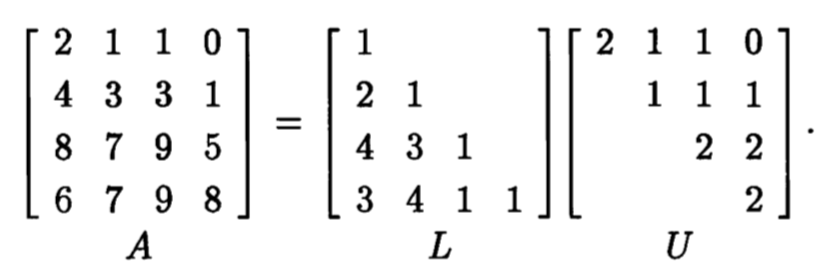 2 1 1 0   1         2 1 1 0
4 3 3 1   2 1       1 1 1
8 7 9 5 = 4 3 1     2 2 .
6 7 9 8   3 4 1 1   2
A L U